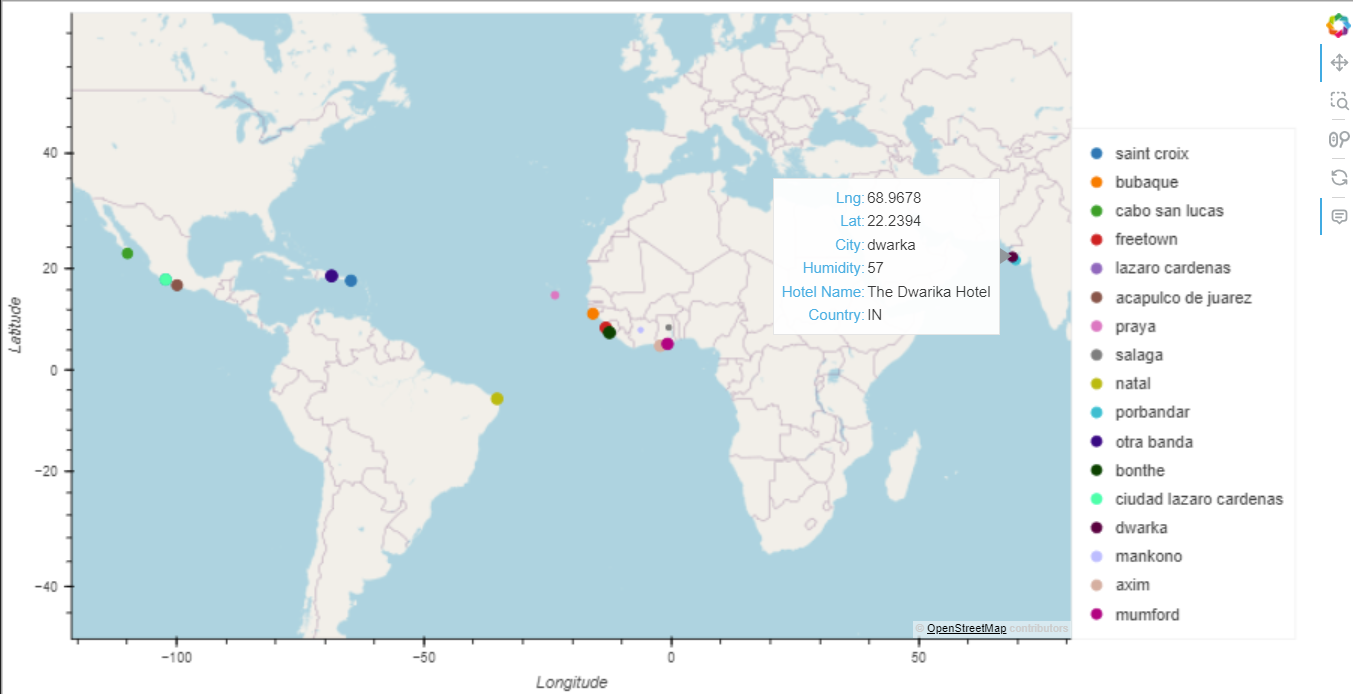 Latitude
40
20
0
−20
−40
−100
−50
0
50
Longitude
Lng: 68.9678
Lat: 22.2394
City: dwarka
Humidity: 57
Hotel Name: The Dwarika Hotel
Country: IN
© OpenStreetMap contributors
saint croix
bubaque
cabo san lucas
freetown
lazaro cardenas
acapulco de juarez
praya
salaga
natal
porbandar
otra banda
bonthe
ciudad lazaro cardenas
dwarka
mankono
axim
mumford